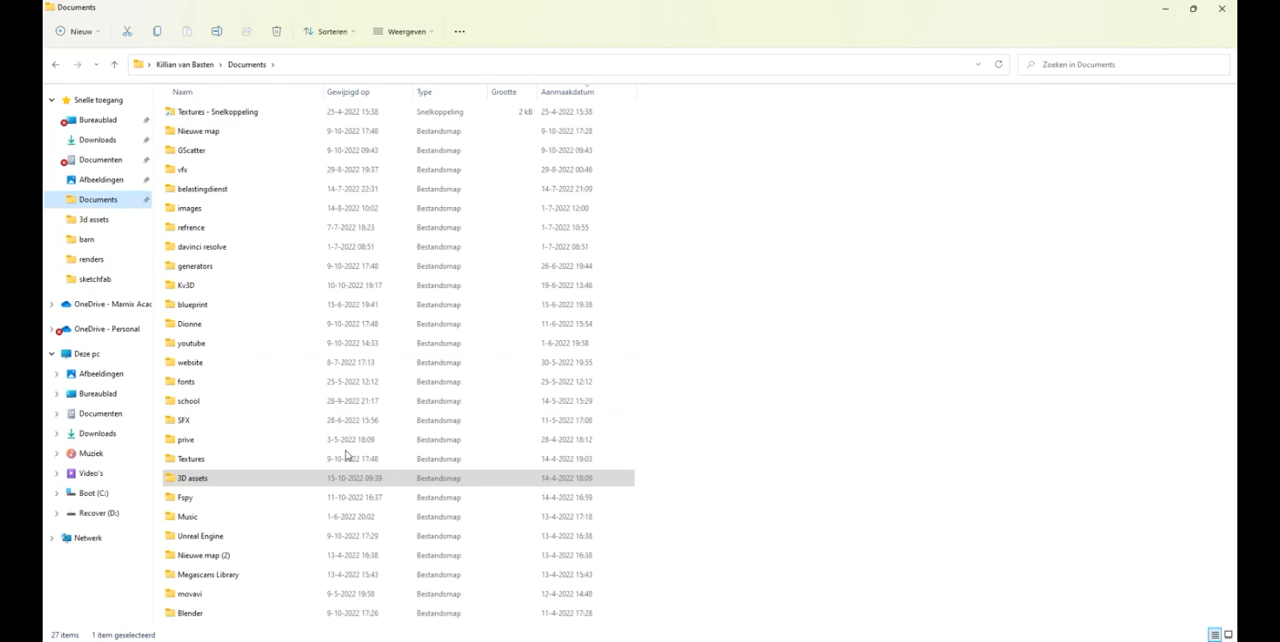 Documents
Nieuw
Sorteren
Weergeven
Killian van Basten > Documents >
Zoeken in Documents
Naam Gewijzigd op Type Grootte Aanmaakdatum
Snelle toegang
Bureaublad
Downloads
Documenten
Afbeeldingen
Documents
3d assets
barn
renders
sketchfab
OneDrive - Marnix Acac
OneDrive - Personal
Deze pc
Afbeeldingen
Bureaublad
Documenten
Downloads
Muziek
Video's
Boot (C:)
Recover (D:)
Netwerk
Textures - Snelkoppeling 25-4-2022 15:38 Snelkoppeling 2 kB 25-4-2022 15:38
Nieuwe map 9-10-2022 17:48 Bestandsmap 9-10-2022 17:28
GScatter 9-10-2022 09:43 Bestandsmap 9-10-2022 09:43
vfx 29-8-2022 19:37 Bestandsmap 29-8-2022 00:46
belastingdienst 14-7-2022 22:31 Bestandsmap 14-7-2022 21:09
images 14-8-2022 10:02 Bestandsmap 1-7-2022 12:00
refrence 7-7-2022 18:23 Bestandsmap 1-7-2022 10:55
davinci resolve 1-7-2022 08:51 Bestandsmap 1-7-2022 08:51
generators 9-10-2022 17:48 Bestandsmap 26-6-2022 19:44
Kv3D 10-10-2022 19:17 Bestandsmap 19-6-2022 13:46
blueprint 15-6-2022 19:41 Bestandsmap 15-6-2022 19:38
Dionne 9-10-2022 17:48 Bestandsmap 11-6-2022 15:54
youtube 9-10-2022 14:33 Bestandsmap 1-6-2022 19:58
website 8-7-2022 17:13 Bestandsmap 30-5-2022 19:55
fonts 25-5-2022 12:12 Bestandsmap 25-5-2022 12:12
school 28-9-2022 21:17 Bestandsmap 14-5-2022 15:29
SFX 28-6-2022 15:56 Bestandsmap 11-5-2022 17:08
prive 3-5-2022 18:09 Bestandsmap 28-4-2022 18:12
Textures 9-10-2022 17:48 Bestandsmap 14-4-2022 19:03
3D assets 15-10-2022 09:39 Bestandsmap 14-4-2022 18:09
Fspy 11-10-2022 16:37 Bestandsmap 14-4-2022 16:59
Music 1-6-2022 20:02 Bestandsmap 13-4-2022 17:18
Unreal Engine 9-10-2022 17:29 Bestandsmap 13-4-2022 16:38
Nieuwe map (2) 13-4-2022 16:38 Bestandsmap 13-4-2022 16:38
Megascans Library 13-4-2022 15:43 Bestandsmap 13-4-2022 15:43
movavi 9-5-2022 19:58 Bestandsmap 12-4-2022 14:48
Blender 9-10-2022 17:26 Bestandsmap 11-4-2022 17:28
27 items 1 item geselecteerd